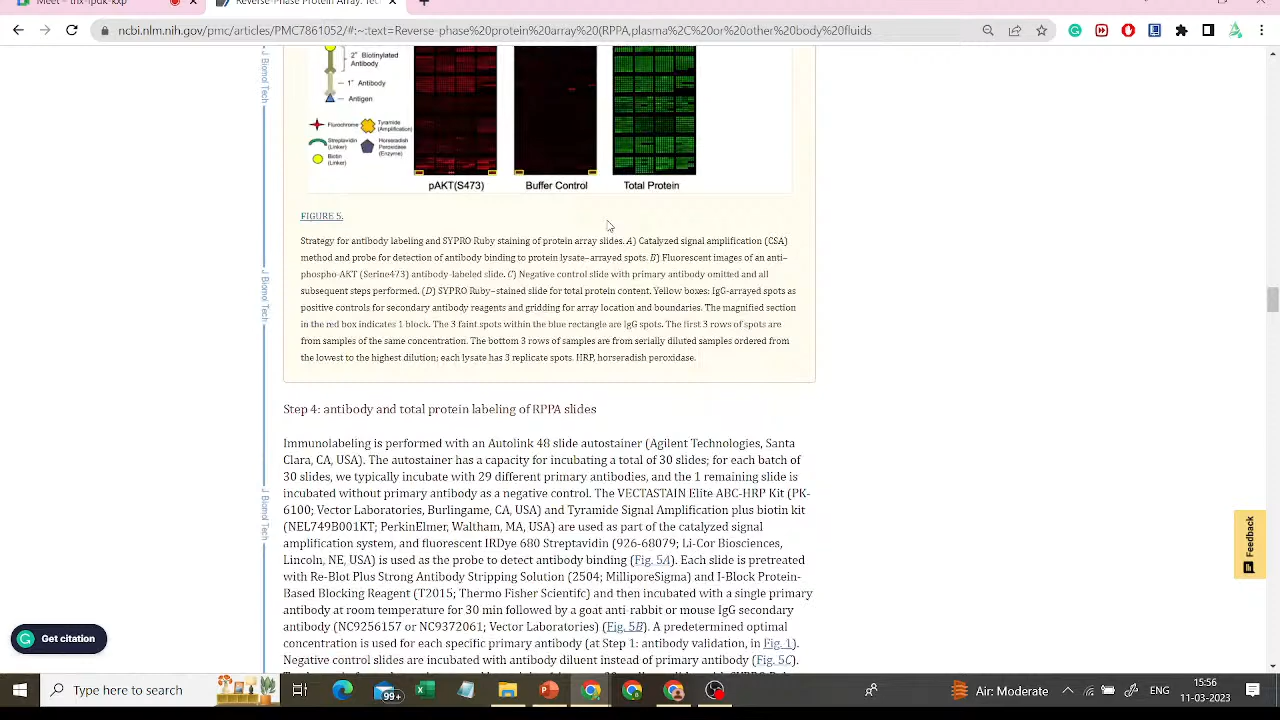 Reverse-Phase Protein Array: Tec
ncbi.nlm.nih.gov/pmc/articles/PMC7861052/#:~:text=Reverse-phase%20protein%20array%20(RPPA,plasma%2C%20or%20other%20body%20fluids
J Biomol Tech
J Biomol Tech
J Biomol Tech
2° Biotinylated
Antibody
1° Antibody
Antigen
Flurochrome
Tyramide
(Amplification)
Streptavidin
(Linker)
Horseradish
Peroxidase
(Enzyme)
Biotin
(Linker)
pAKT(S473)
Buffer Control
Total Protein
FIGURE 5.
Strategy for antibody labeling and SYPRO Ruby staining of protein array slides. A) Catalyzed signal amplification (CSA)
method and probe for detection of antibody binding to protein lysate–arrayed spots. B) Fluorescent images of an anti–
phospho-AKT (Serine473) antibody-labeled slide. C) Negative control slide with primary antibody omitted and all
subsequent steps performed. (D) SYPRO Ruby–stained slide for total protein content. Yellow boxes: IgG-arrayed spots as
positive controls for secondary antibody reagents and gridding for array location and boundaries. The magnified section
in the red box indicates 1 block. The 3 faint spots within the blue rectangle are IgG spots. The first 3 rows of spots are
from samples of the same concentration. The bottom 3 rows of samples are from serially diluted samples ordered from
the lowest to the highest dilution; each lysate has 3 replicate spots. HRP, horseradish peroxidase.
Step 4: antibody and total protein labeling of RPPA slides
Immunolabeling is performed with an Autolink 48 slide autostainer (Agilent Technologies, Santa
Clara, CA, USA). The autostainer has a capacity for incubating a total of 30 slides; for each batch of
30 slides, we typically incubate with 29 different primary antibodies, and the 1 remaining slide is
incubated without primary antibody as a negative control. The VECTASTAIN Elite ABC-HRP kit (PK-
6100; Vector Laboratories, Burlingame, CA, USA) and Tyramide Signal Amplification plus biotin kit
(NEL749B001KT; PerkinElmer, Waltham, MA, USA) are used as part of the catalyzed signal
amplification system, and fluorescent IRDye 680 Streptavidin (926-68079; Li-Cor Biosciences,
Lincoln, NE, USA) is used as the probe to detect antibody binding (Fig. 5A). Each slide is pretreated
with Re-Blot Plus Strong Antibody Stripping Solution (2504; MilliporeSigma) and I-Block Protein-
Based Blocking Reagent (T2015; Thermo Fisher Scientifc) and then incubated with a single primary
antibody at room temperature for 30 min followed by a goat anti-rabbit or mouse IgG secondary
antibody (NC9256157 or NC9372061; Vector Laboratories) (Fig. 5B). A predetermined optimal
concentration is used for each specific primary antibody (at Step 1: antibody validation, in Fig. 1).
Negative control slides are incubated with antibody diluent instead of primary antibody (Fig. 5C).
Feedback
Get citation
Type here to search
99+
Air Mod
ENG
15:56
11-03-2023